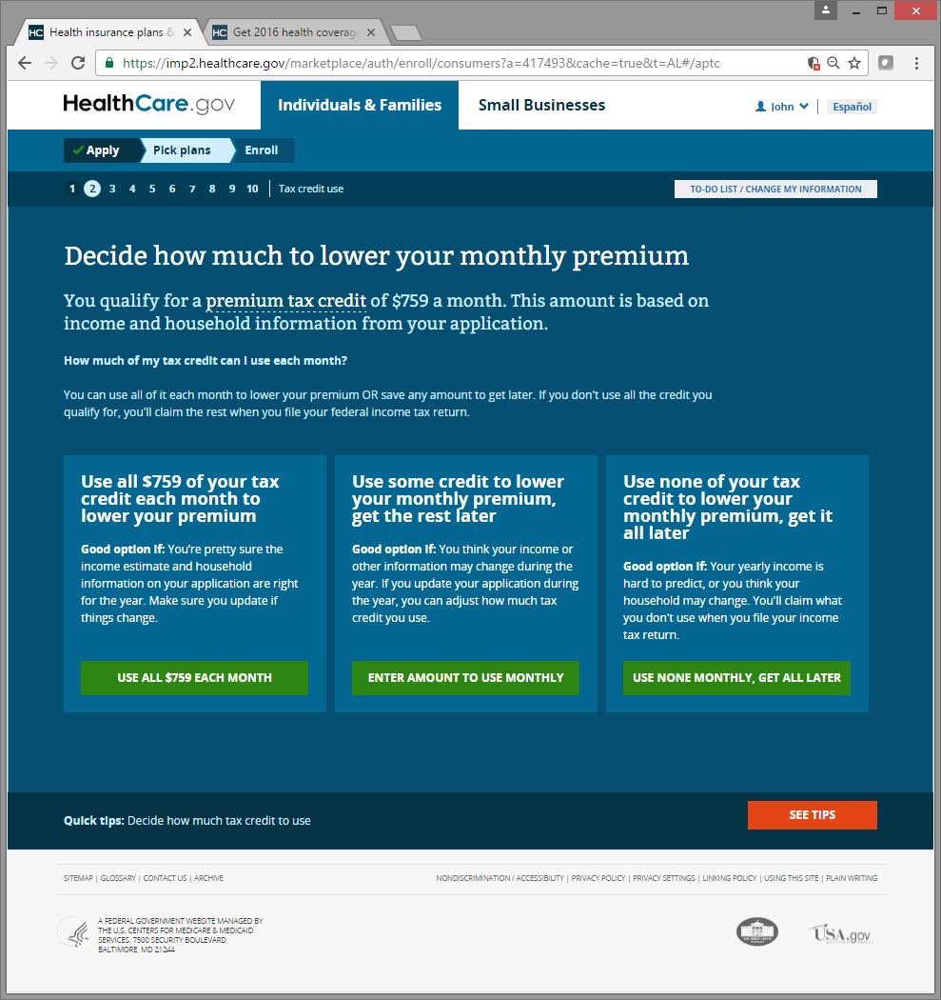 HC Health insurance plans &
HC Get 2016 health coverage
https://imp2.healthcare.gov/marketplace/auth/enroll/consumers?a=417493&cache=true&t=AL#/aptc
HealthCare.gov
Individuals & Families
Small Businesses
John
Español
Apply
Pick plans
Enroll
1 2 3 4 5 6 7 8 9 10 | Tax credit use
TO-DO LIST / CHANGE MY INFORMATION
Decide how much to lower your monthly premium
You qualify for a premium tax credit of $759 a month. This amount is based on
income and household information from your application.
How much of my tax credit can I use each month?
You can use all of it each month to lower your premium OR save any amount to get later. If you don't use all the credit you
qualify for, you'll claim the rest when you file your federal income tax return.
Use all $759 of your tax
credit each month to
lower your premium
Good option if: You're pretty sure the
income estimate and household
information on your application are right
for the year. Make sure you update if
things change.
USE ALL $759 EACH MONTH
Use some credit to lower
your monthly premium,
get the rest later
Good option if: You think your income or
other information may change during the
year. If you update your application during
the year, you can adjust how much tax
credit you use.
ENTER AMOUNT TO USE MONTHLY
Use none of your tax
credit to lower your
monthly premium, get it
all later
Good option if: Your yearly income is
hard to predict, or you think your
household may change. You'll claim what
you don't use when you file your income
tax return.
USE NONE MONTHLY, GET ALL LATER
Quick tips: Decide how much tax credit to use
SEE TIPS
SITEMAP | GLOSSARY | CONTACT US | ARCHIVE
NONDISCRIMINATION / ACCESSIBILITY | PRIVACY POLICY | PRIVACY SETTINGS | LINKING POLICY | USING THIS SITE | PLAIN WRITING
A FEDERAL GOVERNMENT WEBSITE MANAGED BY
THE U.S. CENTERS FOR MEDICARE & MEDICAID
SERVICES. 7500 SECURITY BOULEVARD,
BALTIMORE, MD 21244
USA.gov